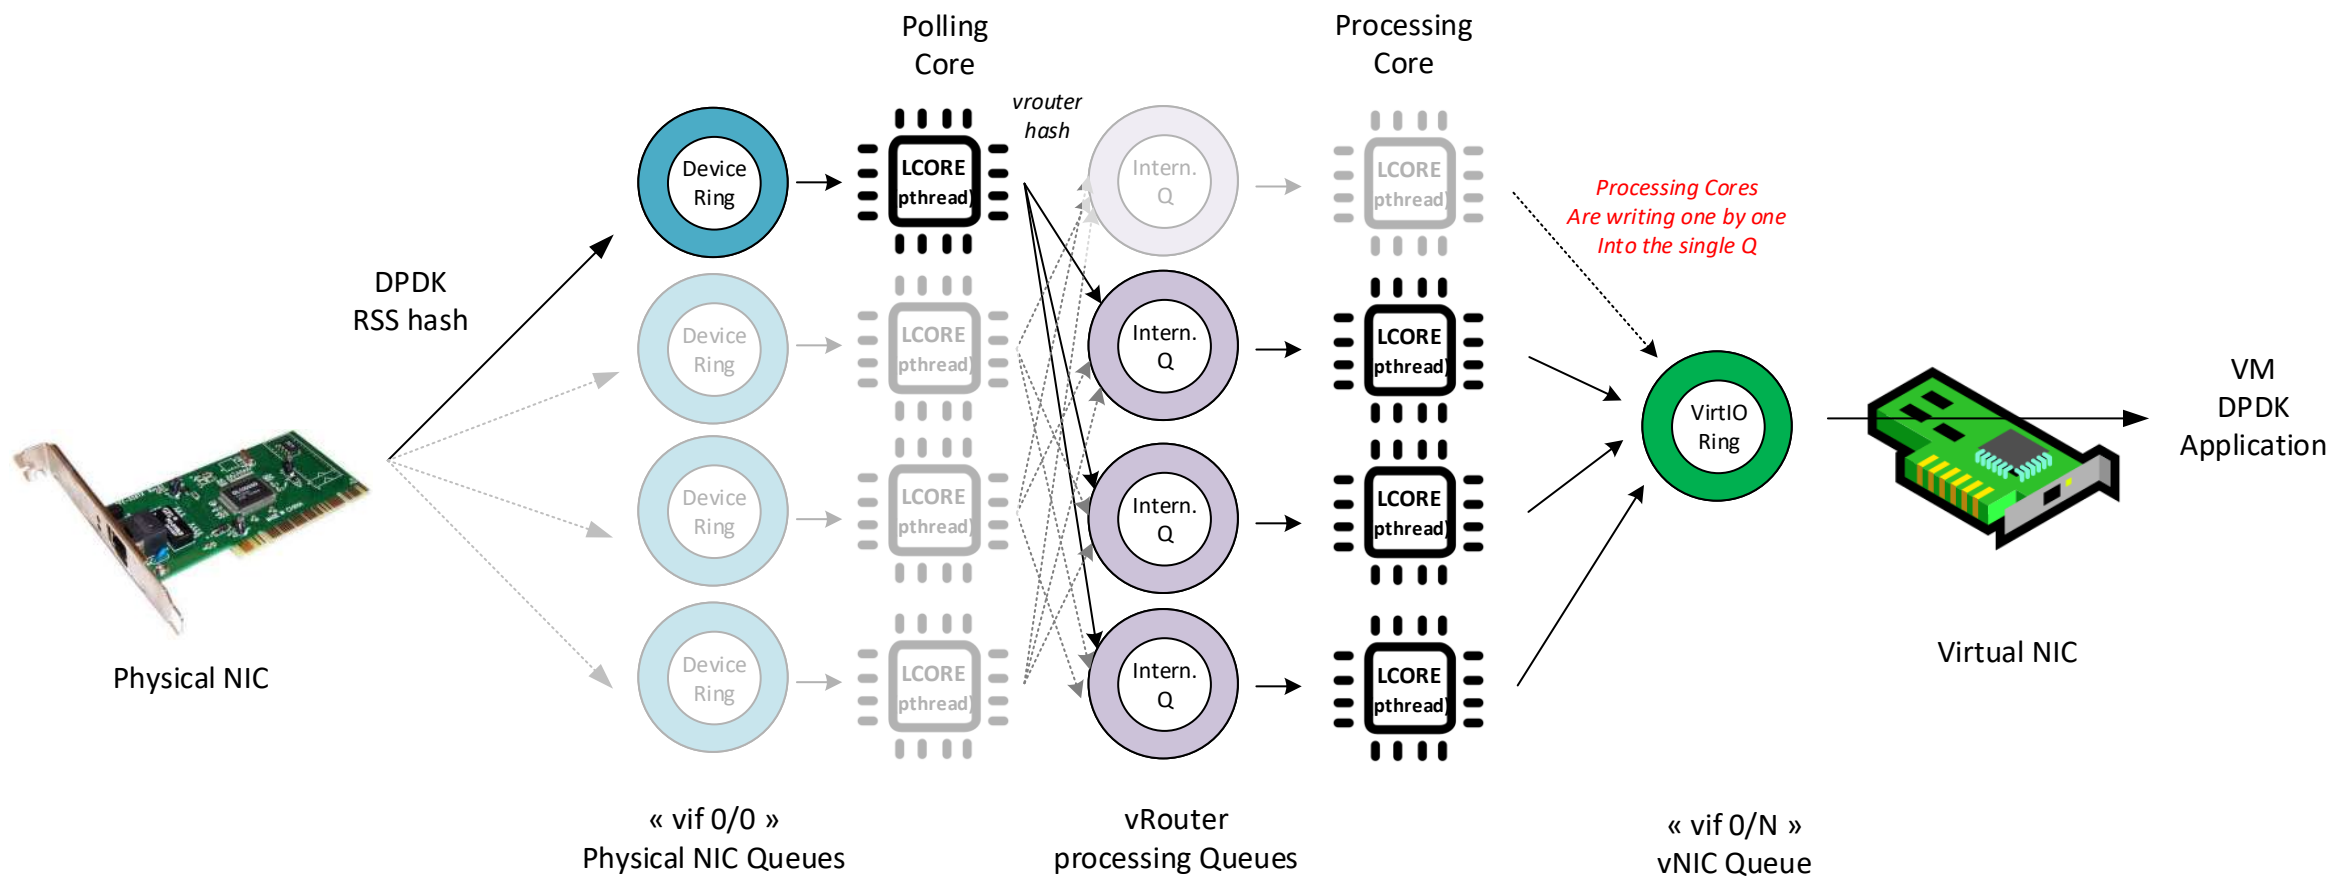 Polling
Core
Processing
Core
vrouter
hash
Device
Ring
LCORE
pthread)
Intern.
Q
LCORE
pthread)
Processing Cores
Are writing one by one
Into the single Q
DPDK
RSS hash
Device
Ring
LCORE
pthread)
Intern.
Q
LCORE
pthread)
VirtIO
Ring
VM
DPDK
Application
Device
Ring
LCORE
pthread)
Intern.
Q
LCORE
pthread)
Device
Ring
LCORE
pthread)
Intern.
Q
LCORE
pthread)
Physical NIC
Virtual NIC
« vif 0/0 »
Physical NIC Queues
vRouter
processing Queues
« vif 0/N »
vNIC Queue